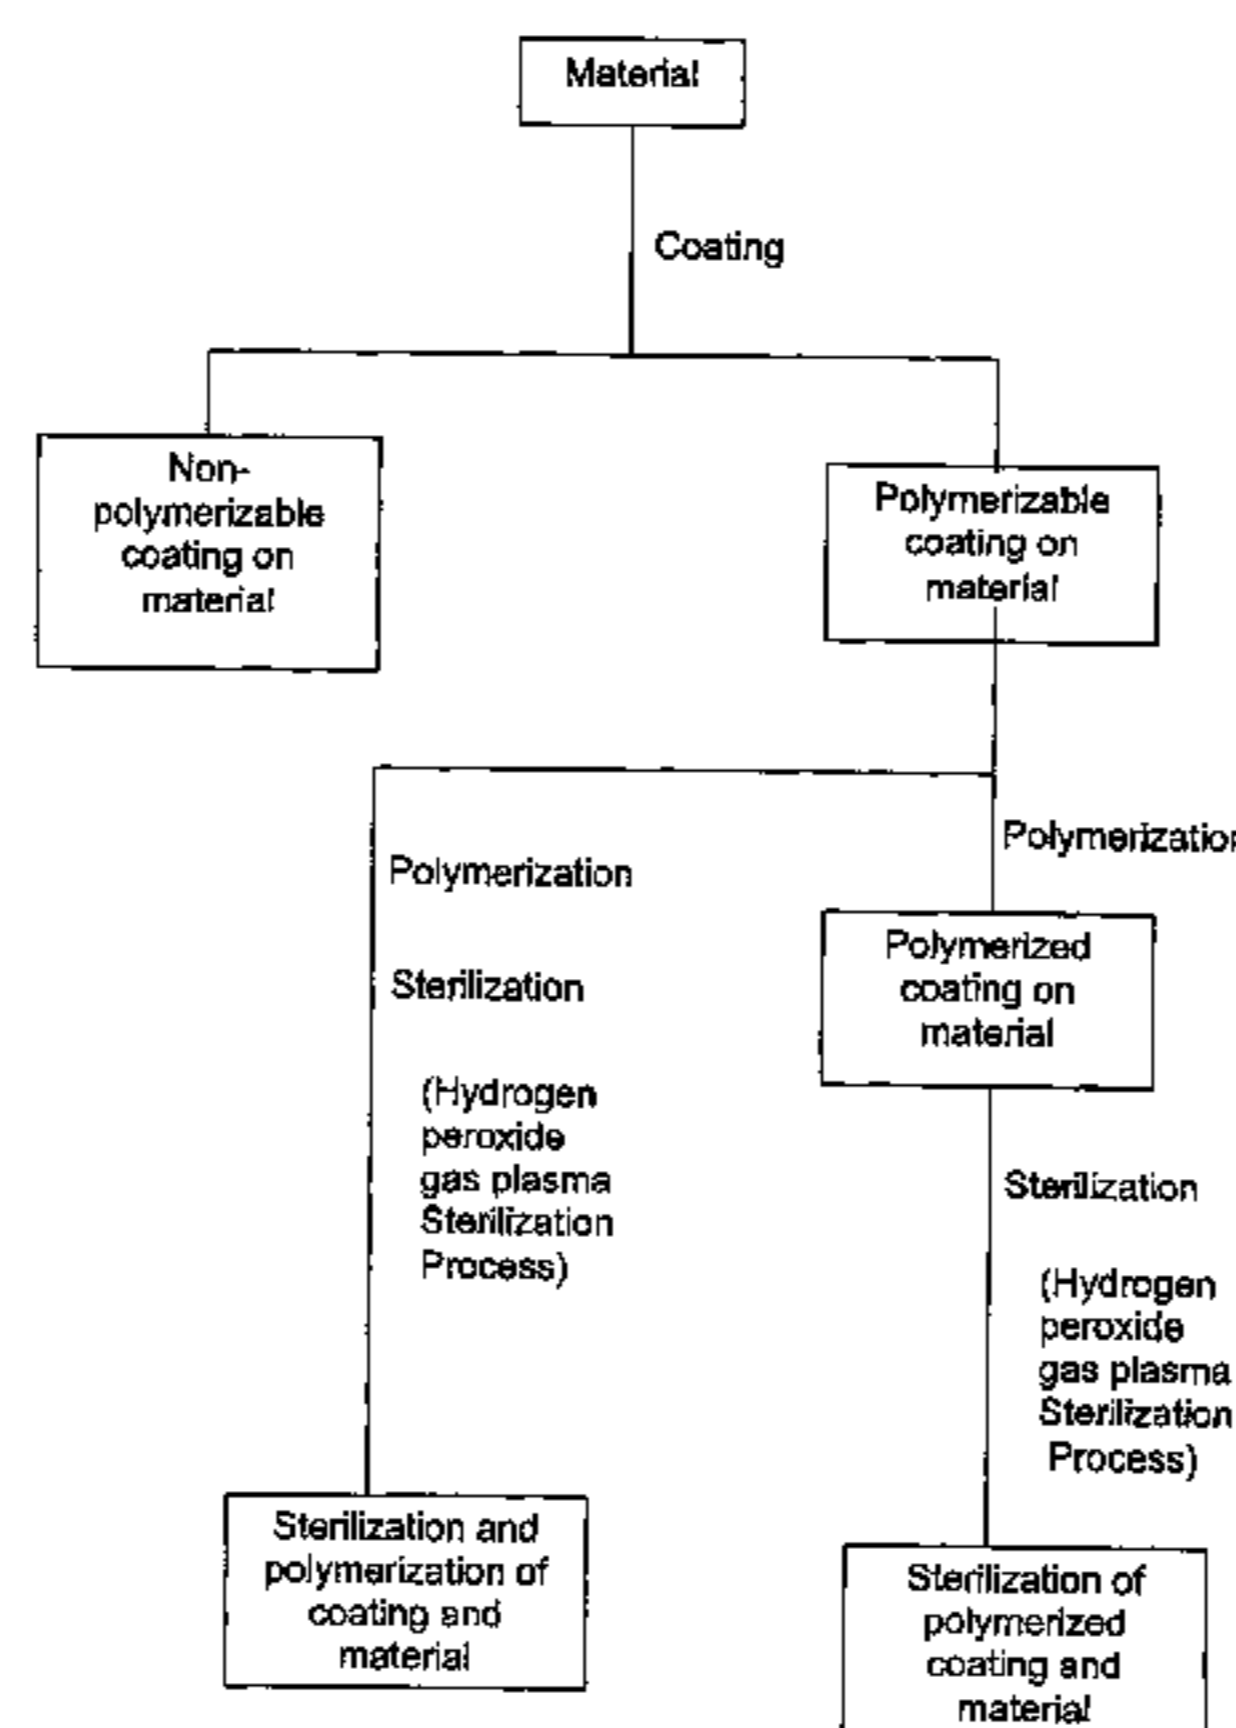 Material
Coating
Non-
polymerizable
coating on
material
Polymerizable
coating on
material
Polymerization
Polymerization
Sterilization
(Hydrogen
peroxide
gas plasma
Sterilization
Process)
Polymerized
coating on
material
Sterilization
(Hydrogen
peroxide
gas plasma
Sterilization
Process)
Sterilization and
polymerization of
coating and
material
Sterilization of
polymerized
coating and
material